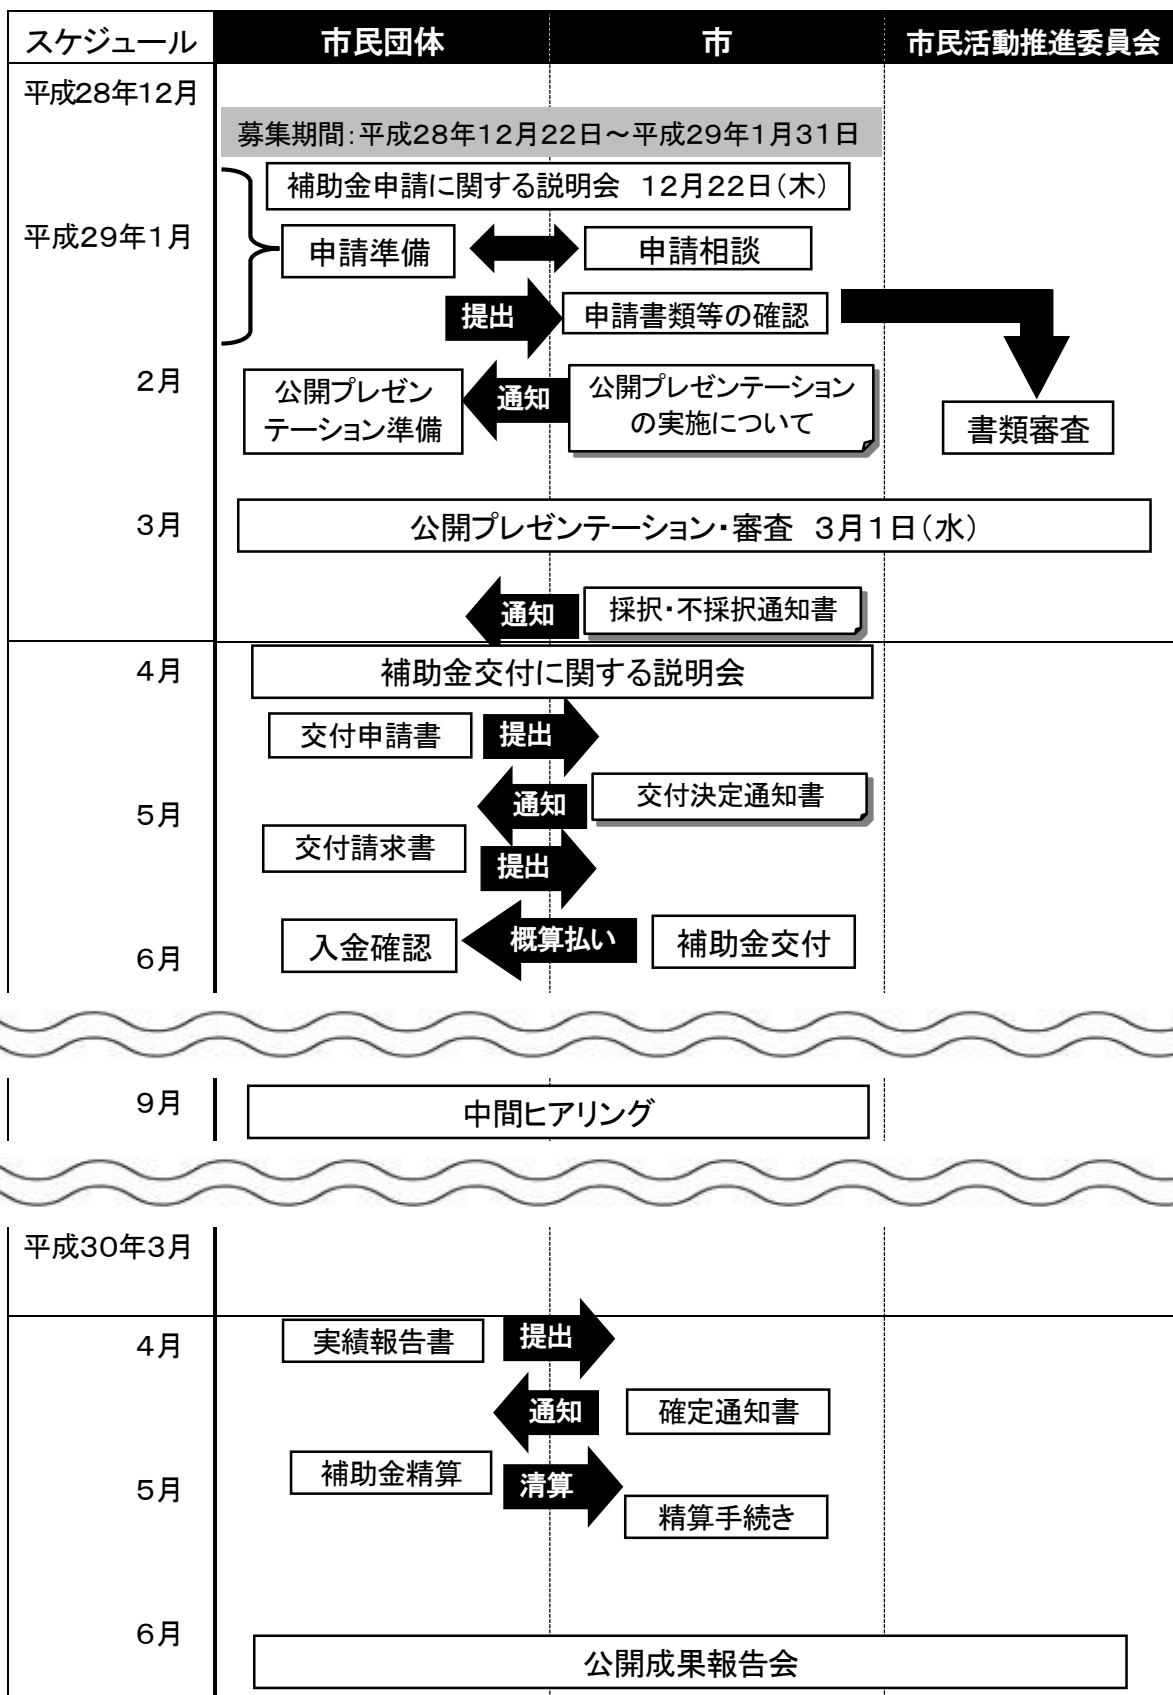 スケジュール
市民団体
市
市民活動推進委員会
平成28年12月
募集期間：平成28年12月22日～平成29年1月31日
補助金申請に関する説明会　12月22日（木）
平成29年1月
申請準備
申請相談
提出
申請書類等の確認
2月
公開プレゼン
テーション準備
通知
公開プレゼンテーション
の実施について
書類審査
3月
公開プレゼンテーション・審査　3月1日（水）
通知
採択・不採択通知書
4月
補助金交付に関する説明会
交付申請書
提出
5月
通知
交付決定通知書
交付請求書
提出
6月
入金確認
概算払い
補助金交付
9月
中間ヒアリング
平成30年3月
4月
実績報告書
提出
通知
確定通知書
5月
補助金精算
清算
精算手続き
6月
公開成果報告会